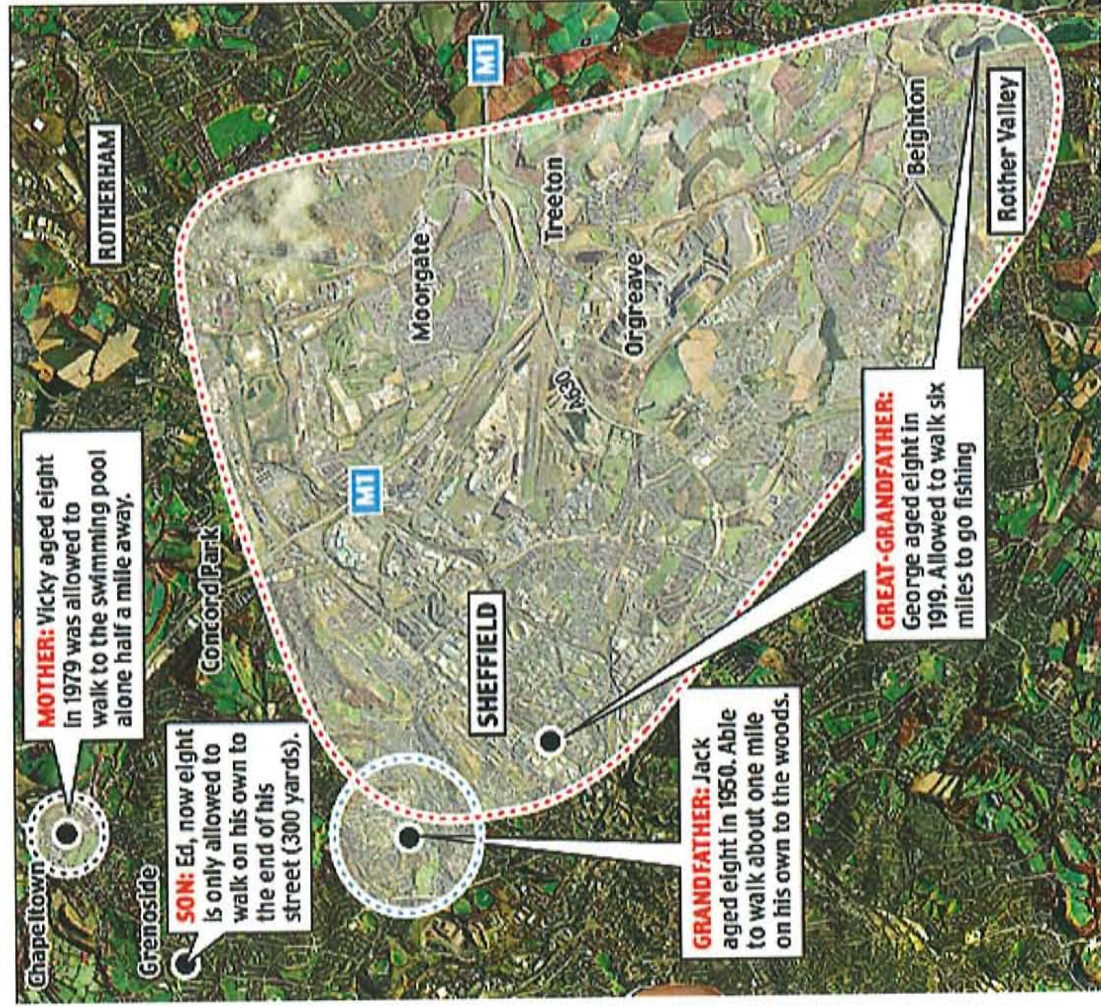 Chapeltown
MOTHER: Vicky aged eight
in 1979 was allowed to
walk to the swimming pool
alone half a mile away.
ROTHERHAM
Grenoside
SON: Ed, now eight
is only allowed to
walk on his own to
the end of his
street (300 yards).
Concord Park
M1
M1
Moorgate
SHEFFIELD
Treeton
A630
Orgreave
Beighton
Rother Valley
GRANDFATHER: Jack
aged eight in 1950. Able
to walk about one mile
on his own to the woods.
GREAT-GRANDFATHER:
George aged eight in
1919. Allowed to walk six
miles to go fishing